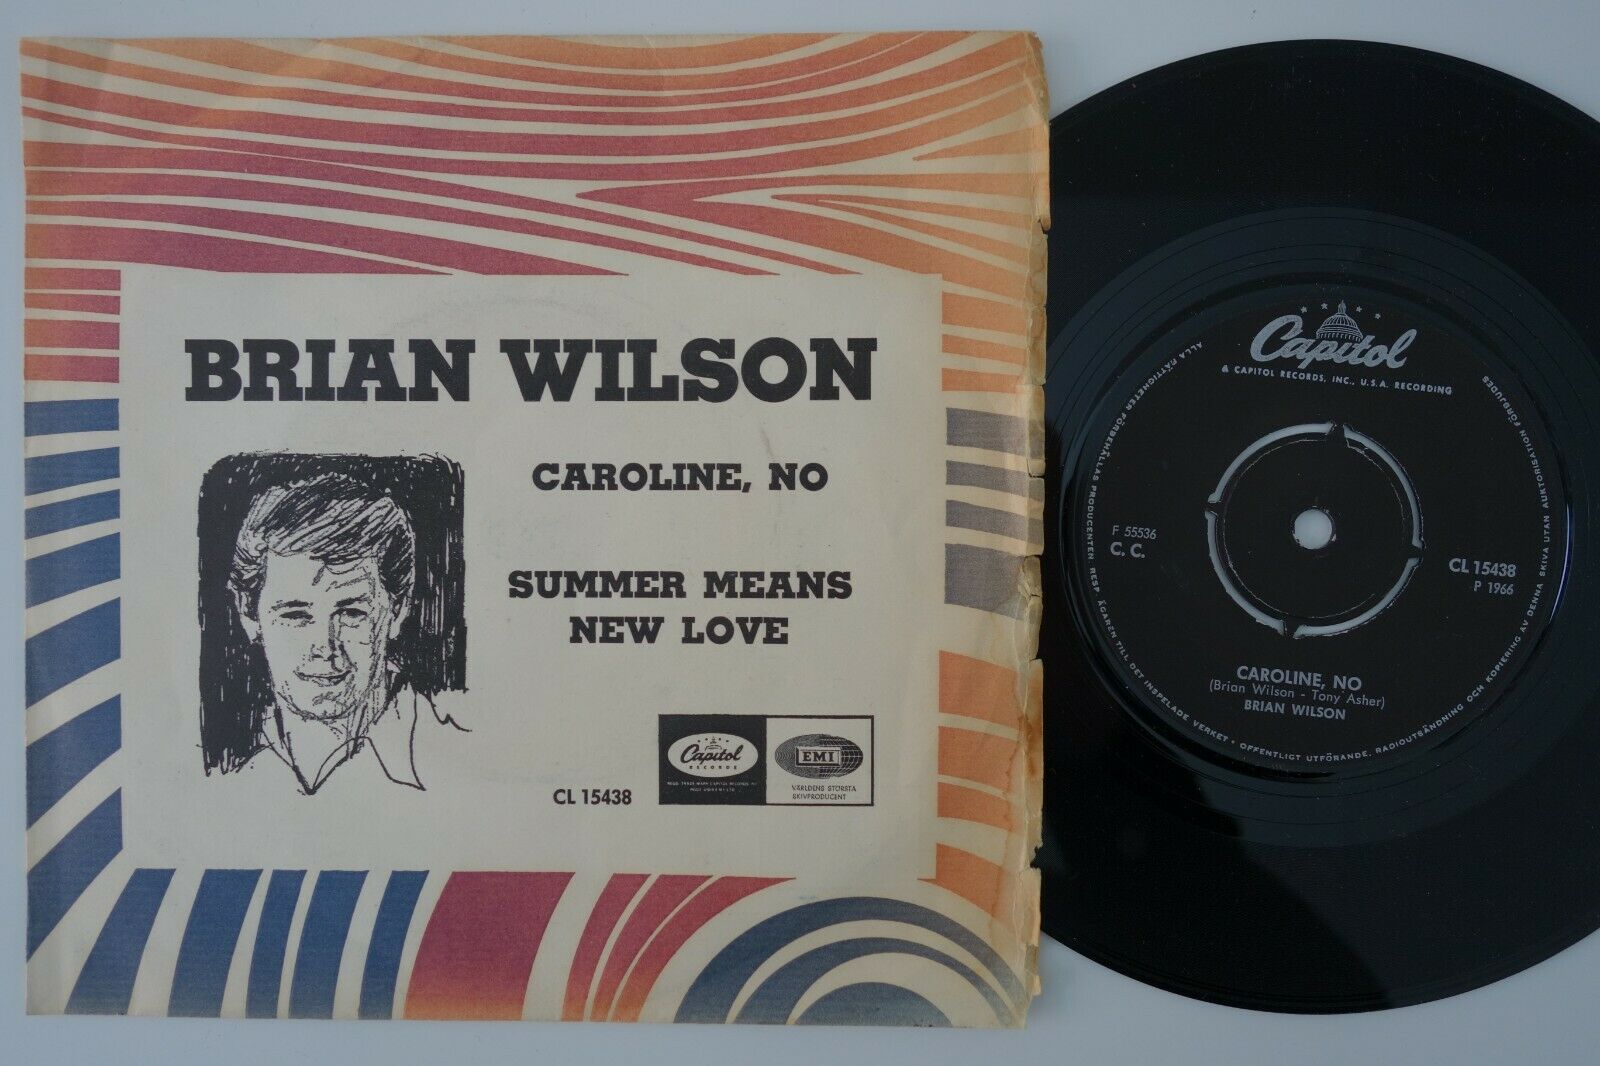 BRIAN WILSON
CAROLINE, NO
SUMMER MEANS
NEW LOVE
CL 15438
Capitol
RECORDS
EMI
VÄRLDENS STÖRSTA
SKIVPRODUCENT
Capitol
& CAPITOL RECORDS, INC., U.S.A. RECORDING
ALLA RÄTTIGHETER FÖRBEHÅLLAS PRODUCENTEN RESP. ÄGAREN TILL DET INSPELADE VERKET • OFFENTLIGT UTFÖRANDE, RADIOUTSÄNDNING OCH KOPIERING AV DENNA SKIVA UTAN AUKTORISATION FÖRBJUDES
F 55536
C. C.
CL 15438
P 1966
CAROLINE, NO
(Brian Wilson - Tony Asher)
BRIAN WILSON